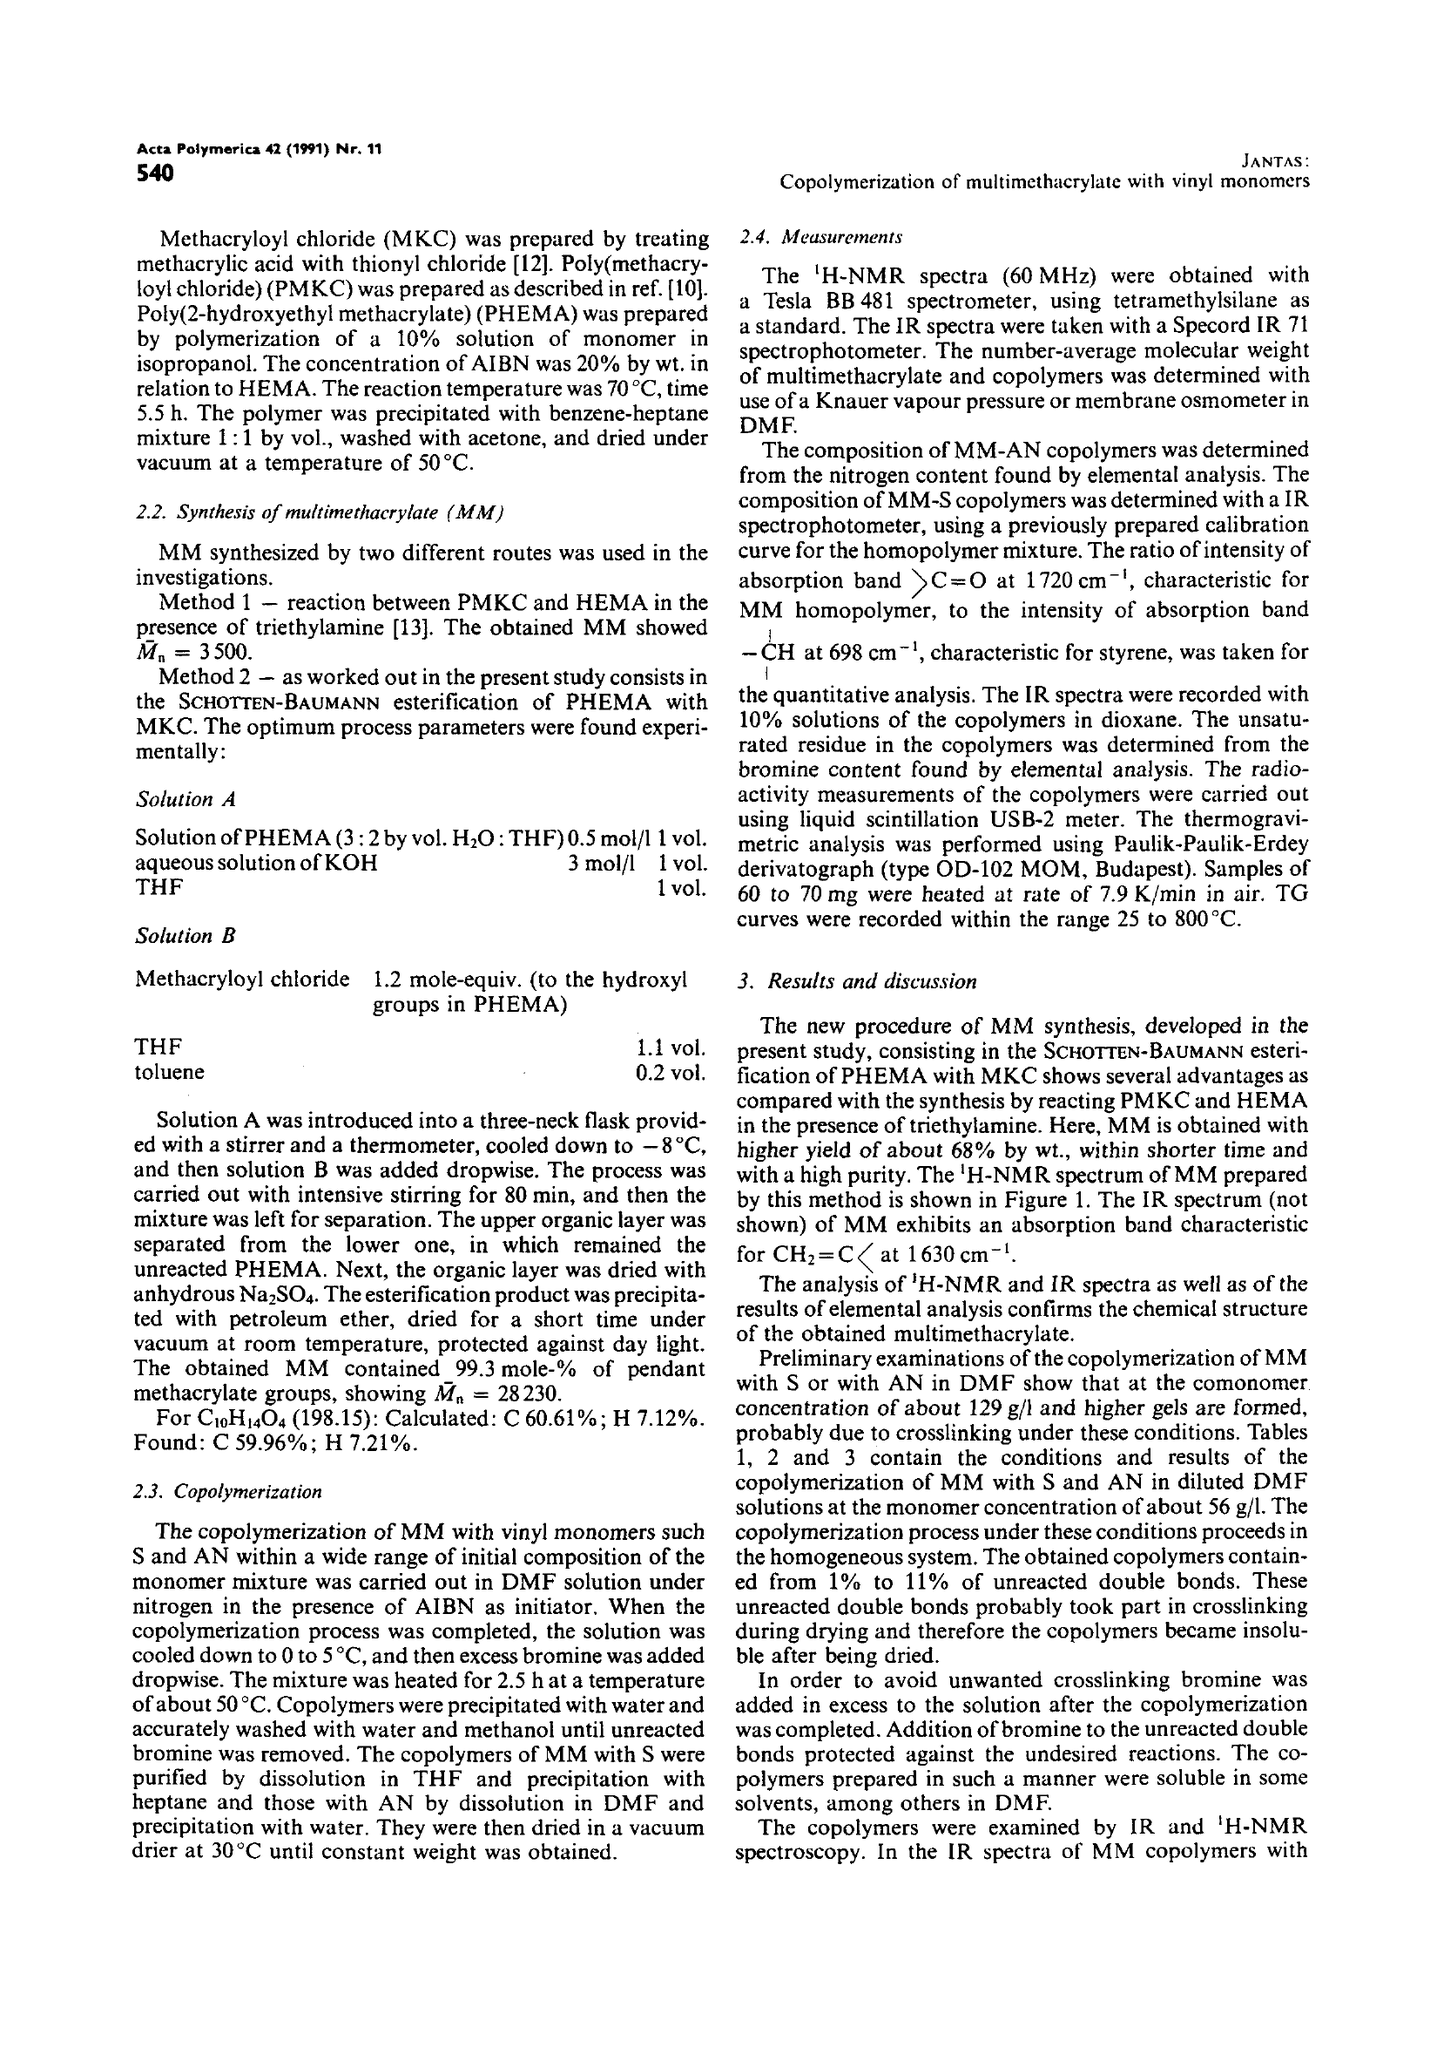 Acta Polymerica 42 (1991) Nr. 11
540
JANTAS:
Copolymerization of multimethacrylate with vinyl monomers
Methacryloyl chloride (MKC) was prepared by treating
methacrylic acid with thionyl chloride [12]. Poly(methacry-
loyl chloride) (PMKC) was prepared as described in ref. [10].
Poly(2-hydroxyethyl methacrylate) (PHEMA) was prepared
by polymerization of a 10% solution of monomer in
isopropanol. The concentration of AIBN was 20% by wt. in
relation to HEMA. The reaction temperature was 70 °C, time
5.5 h. The polymer was precipitated with benzene-heptane
mixture 1 : 1 by vol., washed with acetone, and dried under
vacuum at a temperature of 50 °C.
2.2. Synthesis of multimethacrylate (MM)
MM synthesized by two different routes was used in the
investigations.
Method 1 — reaction between PMKC and HEMA in the
presence of triethylamine [13]. The obtained MM showed
M̄n = 3 500.
Method 2 — as worked out in the present study consists in
the SCHOTTEN-BAUMANN esterification of PHEMA with
MKC. The optimum process parameters were found experi-
mentally:
Solution A
Solution of PHEMA (3 : 2 by vol. H₂O : THF) 0.5 mol/l 1 vol.
aqueous solution of KOH 3 mol/l 1 vol.
THF 1 vol.
Solution B
Methacryloyl chloride 1.2 mole-equiv. (to the hydroxyl
groups in PHEMA)
THF 1.1 vol.
toluene 0.2 vol.
Solution A was introduced into a three-neck flask provid-
ed with a stirrer and a thermometer, cooled down to −8 °C,
and then solution B was added dropwise. The process was
carried out with intensive stirring for 80 min, and then the
mixture was left for separation. The upper organic layer was
separated from the lower one, in which remained the
unreacted PHEMA. Next, the organic layer was dried with
anhydrous Na₂SO₄. The esterification product was precipita-
ted with petroleum ether, dried for a short time under
vacuum at room temperature, protected against day light.
The obtained MM contained 99.3 mole-% of pendant
methacrylate groups, showing M̄n = 28 230.
For C₁₀H₁₄O₄ (198.15): Calculated: C 60.61%; H 7.12%.
Found: C 59.96%; H 7.21%.
2.3. Copolymerization
The copolymerization of MM with vinyl monomers such
S and AN within a wide range of initial composition of the
monomer mixture was carried out in DMF solution under
nitrogen in the presence of AIBN as initiator. When the
copolymerization process was completed, the solution was
cooled down to 0 to 5 °C, and then excess bromine was added
dropwise. The mixture was heated for 2.5 h at a temperature
of about 50 °C. Copolymers were precipitated with water and
accurately washed with water and methanol until unreacted
bromine was removed. The copolymers of MM with S were
purified by dissolution in THF and precipitation with
heptane and those with AN by dissolution in DMF and
precipitation with water. They were then dried in a vacuum
drier at 30 °C until constant weight was obtained.
2.4. Measurements
The ¹H-NMR spectra (60 MHz) were obtained with
a Tesla BB 481 spectrometer, using tetramethylsilane as
a standard. The IR spectra were taken with a Specord IR 71
spectrophotometer. The number-average molecular weight
of multimethacrylate and copolymers was determined with
use of a Knauer vapour pressure or membrane osmometer in
DMF.
The composition of MM-AN copolymers was determined
from the nitrogen content found by elemental analysis. The
composition of MM-S copolymers was determined with a IR
spectrophotometer, using a previously prepared calibration
curve for the homopolymer mixture. The ratio of intensity of
absorption band >C=O at 1 720 cm⁻¹, characteristic for
MM homopolymer, to the intensity of absorption band
−CH at 698 cm⁻¹, characteristic for styrene, was taken for
the quantitative analysis. The IR spectra were recorded with
10% solutions of the copolymers in dioxane. The unsatu-
rated residue in the copolymers was determined from the
bromine content found by elemental analysis. The radio-
activity measurements of the copolymers were carried out
using liquid scintillation USB-2 meter. The thermogravi-
metric analysis was performed using Paulik-Paulik-Erdey
derivatograph (type OD-102 MOM, Budapest). Samples of
60 to 70 mg were heated at rate of 7.9 K/min in air. TG
curves were recorded within the range 25 to 800 °C.
3. Results and discussion
The new procedure of MM synthesis, developed in the
present study, consisting in the SCHOTTEN-BAUMANN esteri-
fication of PHEMA with MKC shows several advantages as
compared with the synthesis by reacting PMKC and HEMA
in the presence of triethylamine. Here, MM is obtained with
higher yield of about 68% by wt., within shorter time and
with a high purity. The ¹H-NMR spectrum of MM prepared
by this method is shown in Figure 1. The IR spectrum (not
shown) of MM exhibits an absorption band characteristic
for CH₂=C< at 1 630 cm⁻¹.
The analysis of ¹H-NMR and IR spectra as well as of the
results of elemental analysis confirms the chemical structure
of the obtained multimethacrylate.
Preliminary examinations of the copolymerization of MM
with S or with AN in DMF show that at the comonomer
concentration of about 129 g/l and higher gels are formed,
probably due to crosslinking under these conditions. Tables
1, 2 and 3 contain the conditions and results of the
copolymerization of MM with S and AN in diluted DMF
solutions at the monomer concentration of about 56 g/l. The
copolymerization process under these conditions proceeds in
the homogeneous system. The obtained copolymers contain-
ed from 1% to 11% of unreacted double bonds. These
unreacted double bonds probably took part in crosslinking
during drying and therefore the copolymers became insolu-
ble after being dried.
In order to avoid unwanted crosslinking bromine was
added in excess to the solution after the copolymerization
was completed. Addition of bromine to the unreacted double
bonds protected against the undesired reactions. The co-
polymers prepared in such a manner were soluble in some
solvents, among others in DMF.
The copolymers were examined by IR and ¹H-NMR
spectroscopy. In the IR spectra of MM copolymers with